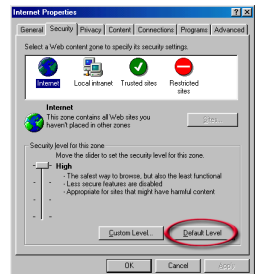 Internet Properties
General Security Privacy Content Connections Programs Advanced
Select a Web content zone to specify its security settings.
Internet Local intranet Trusted sites Restricted
sites
Internet
This zone contains all Web sites you
haven't placed in other zones
Sites...
Security level for this zone
Move the slider to set the security level for this zone.
High
- The safest way to browse, but also the least functional
- Less secure features are disabled
- Appropriate for sites that might have harmful content
Custom Level... Default Level
OK Cancel Apply